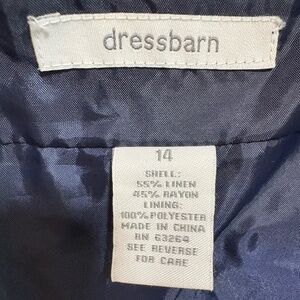 dressbarn
14
SHELL:
55% LINEN
45% RAYON
LINING:
100% POLYESTER
MADE IN CHINA
RN 63264
SEE REVERSE
FOR CARE